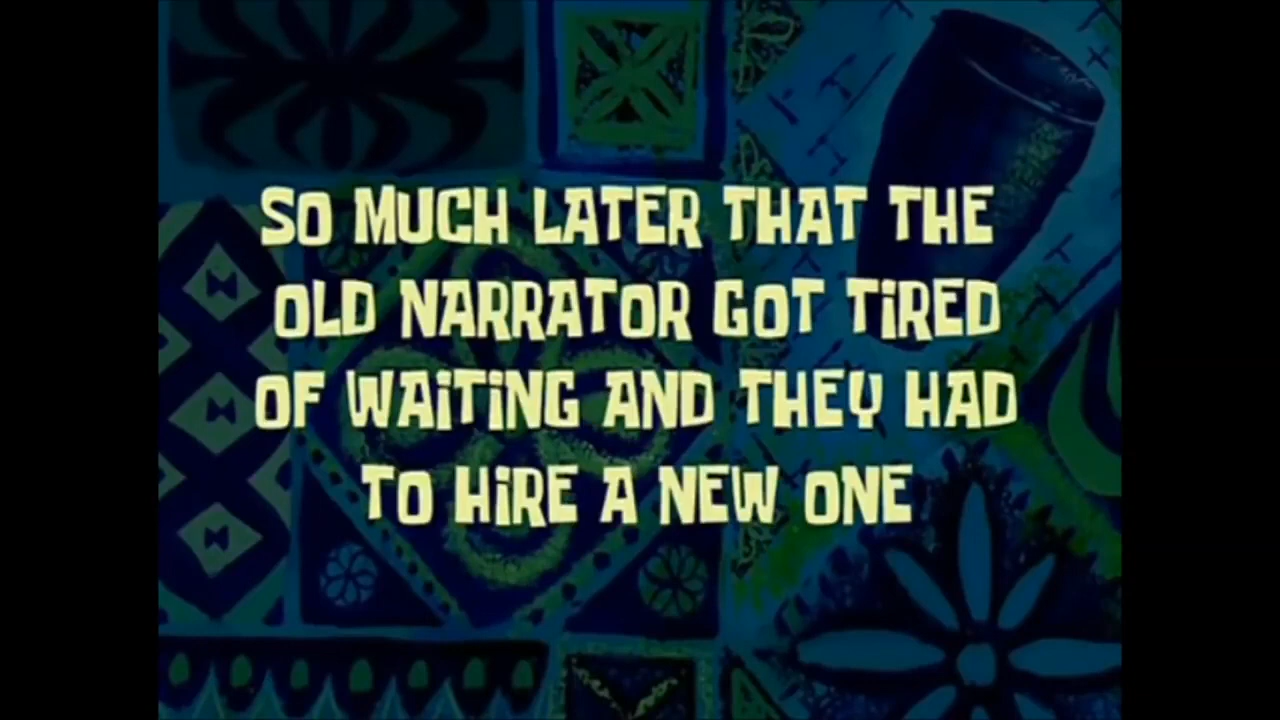 SO MUCH LATER THAT THE
OLD NARRATOR GOT TiRED
OF WAiTiNG AND THEY HAD
TO HiRE A NEW ONE